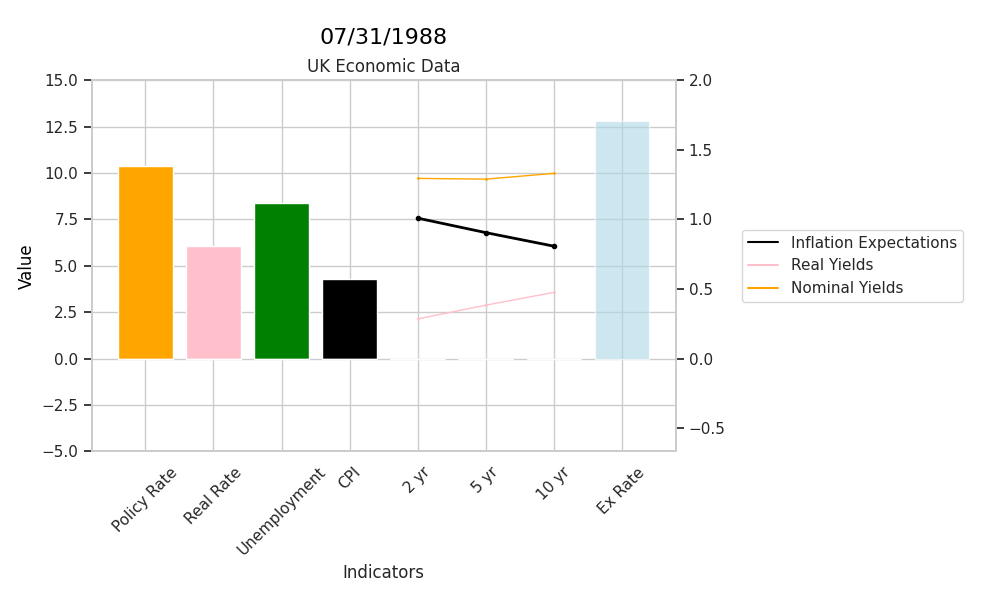 07/31/1988
UK Economic Data
15.0
12.5
10.0
7.5
5.0
2.5
0.0
−2.5
−5.0
Value
2.0
1.5
1.0
0.5
0.0
−0.5
Inflation Expectations
Real Yields
Nominal Yields
Policy Rate
Real Rate
Unemployment
CPI
2 yr
5 yr
10 yr
Ex Rate
Indicators